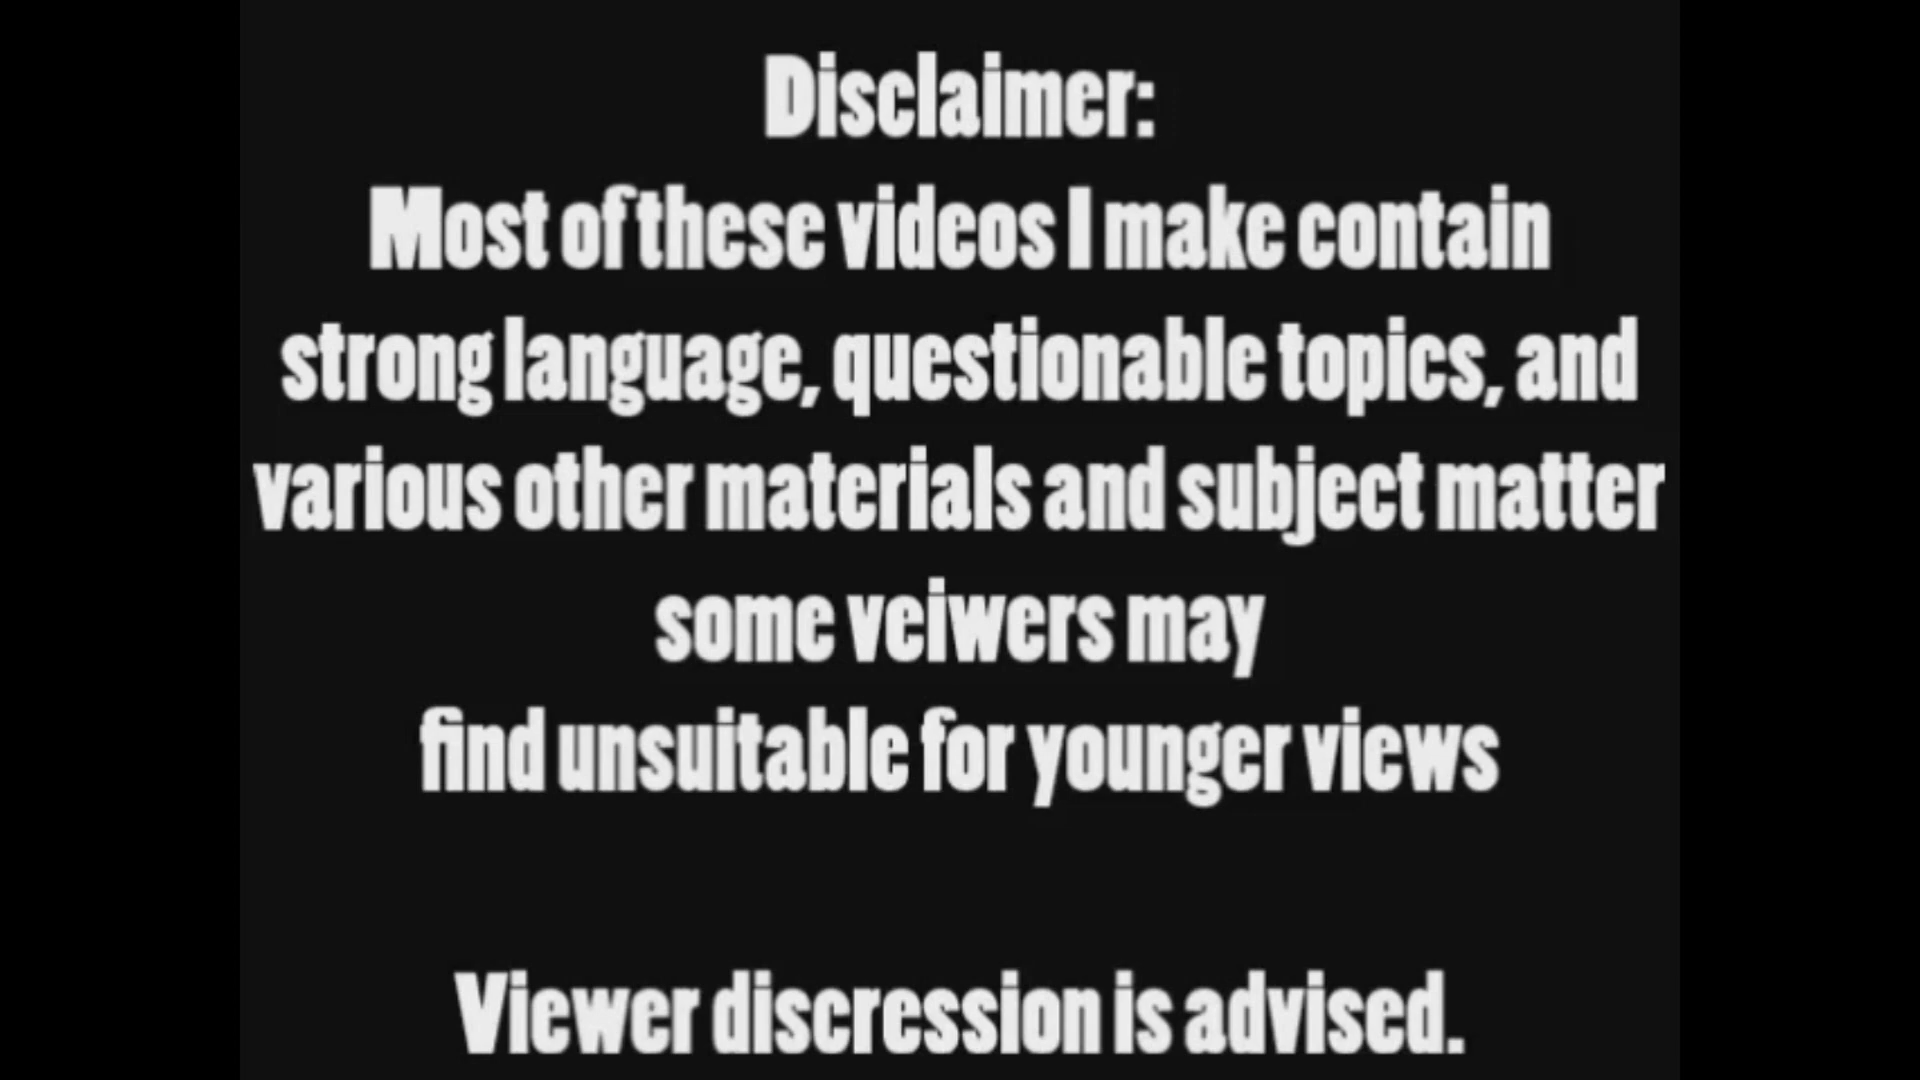 Disclaimer:
Most of these videos I make contain
strong language, questionable topics, and
various other materials and subject matter
some veiwers may
find unsuitable for younger views
Viewer discression is advised.